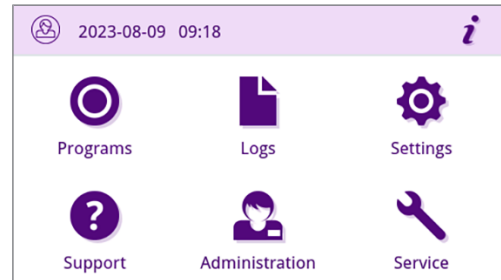 2023-08-09 09:18 i
Programs Logs Settings
?
Support Administration Service